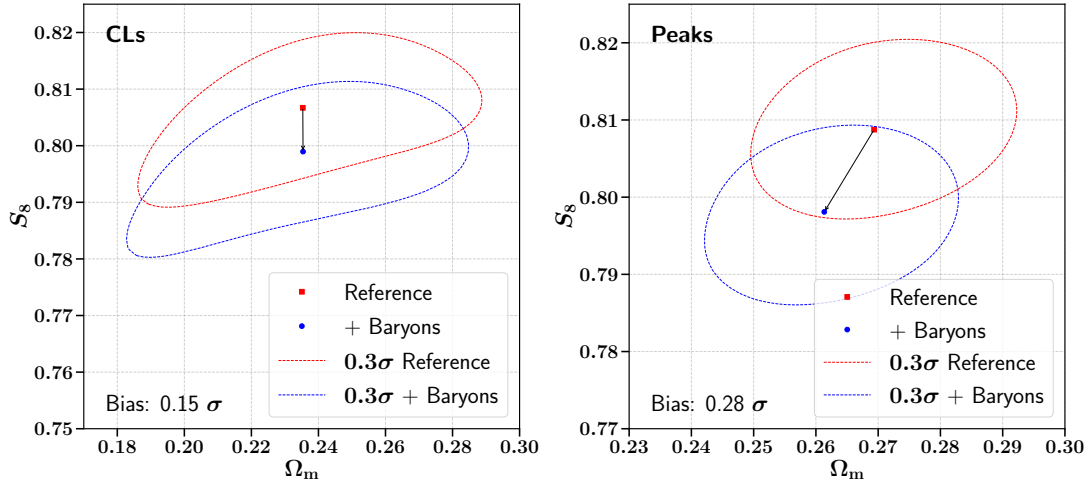 CLs
0.82
0.81
0.80
0.79
0.78
0.77
0.76
0.75
S8
Reference
+ Baryons
0.3σ Reference
0.3σ + Baryons
Bias: 0.15 σ
0.18 0.20 0.22 0.24 0.26 0.28 0.30
Ωm
Peaks
0.82
0.81
0.80
0.79
0.78
0.77
S8
Reference
+ Baryons
0.3σ Reference
0.3σ + Baryons
Bias: 0.28 σ
0.23 0.24 0.25 0.26 0.27 0.28 0.29 0.30
Ωm